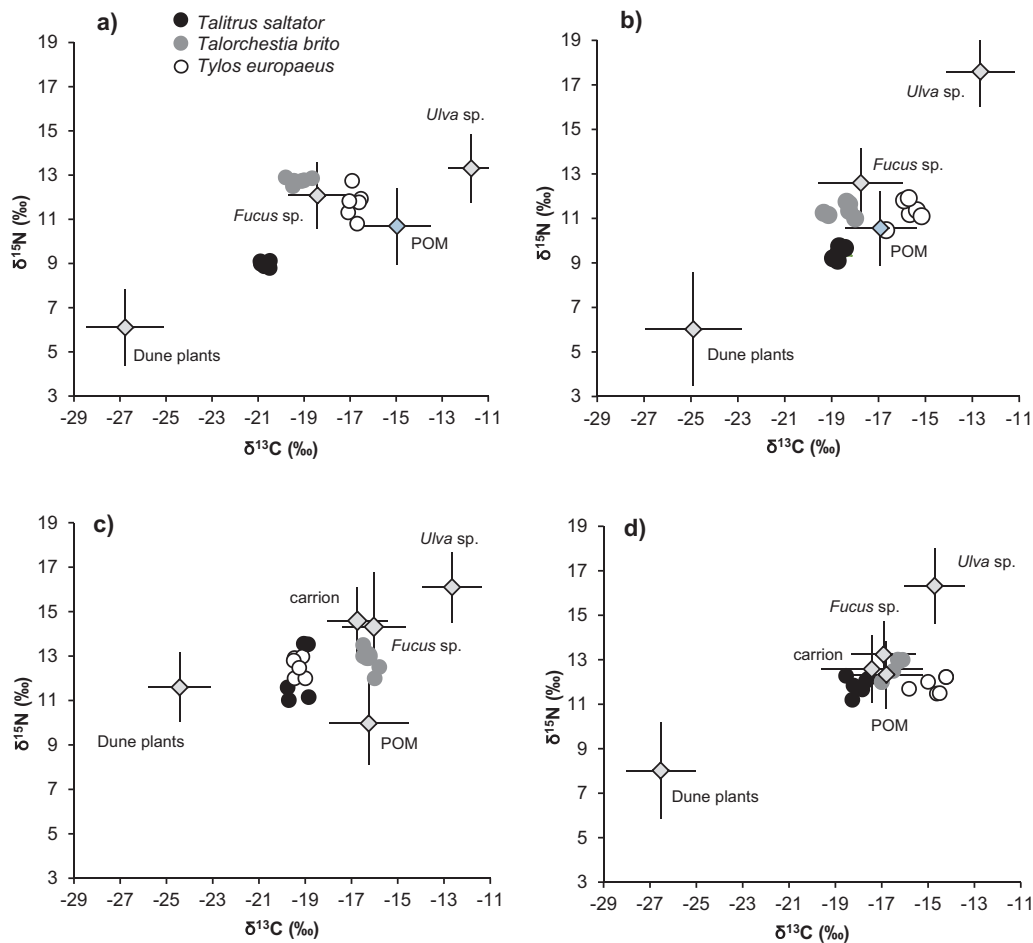 a)
Talitrus saltator
Talorchestia brito
Tylos europaeus
19
17
15
13
11
9
7
5
3
δ15N (‰)
Ulva sp.
Fucus sp.
POM
Dune plants
-29 -27 -25 -23 -21 -19 -17 -15 -13 -11
δ13C (‰)
b)
19
17
15
13
11
9
7
5
3
δ15N (‰)
Ulva sp.
Fucus sp.
POM
Dune plants
-29 -27 -25 -23 -21 -19 -17 -15 -13 -11
δ13C (‰)
c)
19
17
15
13
11
9
7
5
3
δ15N (‰)
Ulva sp.
carrion
Fucus sp.
Dune plants
POM
-29 -27 -25 -23 -21 -19 -17 -15 -13 -11
δ13C (‰)
d)
19
17
15
13
11
9
7
5
3
δ15N (‰)
Ulva sp.
Fucus sp.
carrion
POM
Dune plants
-29 -27 -25 -23 -21 -19 -17 -15 -13 -11
δ13C (‰)